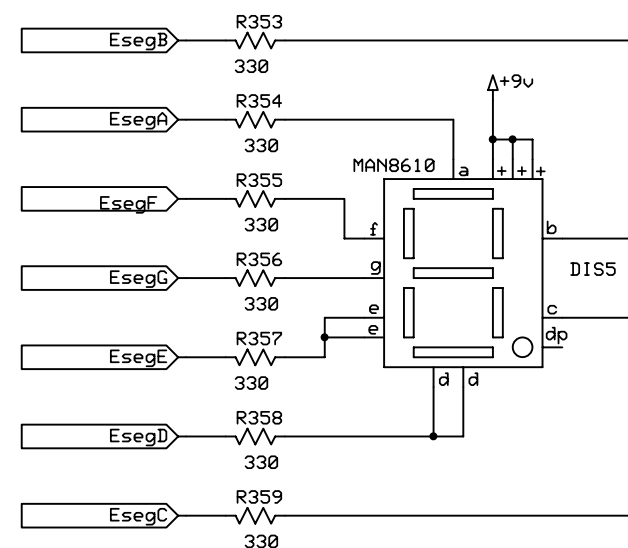 R353
EsegB
330
+9v
R354
EsegA
330
MAN8610
a + + +
R355
EsegF
330
f
b
R356
EsegG
330
g
DIS5
e
c
R357
e
dp
EsegE
330
d d
R358
EsegD
330
R359
EsegC
330